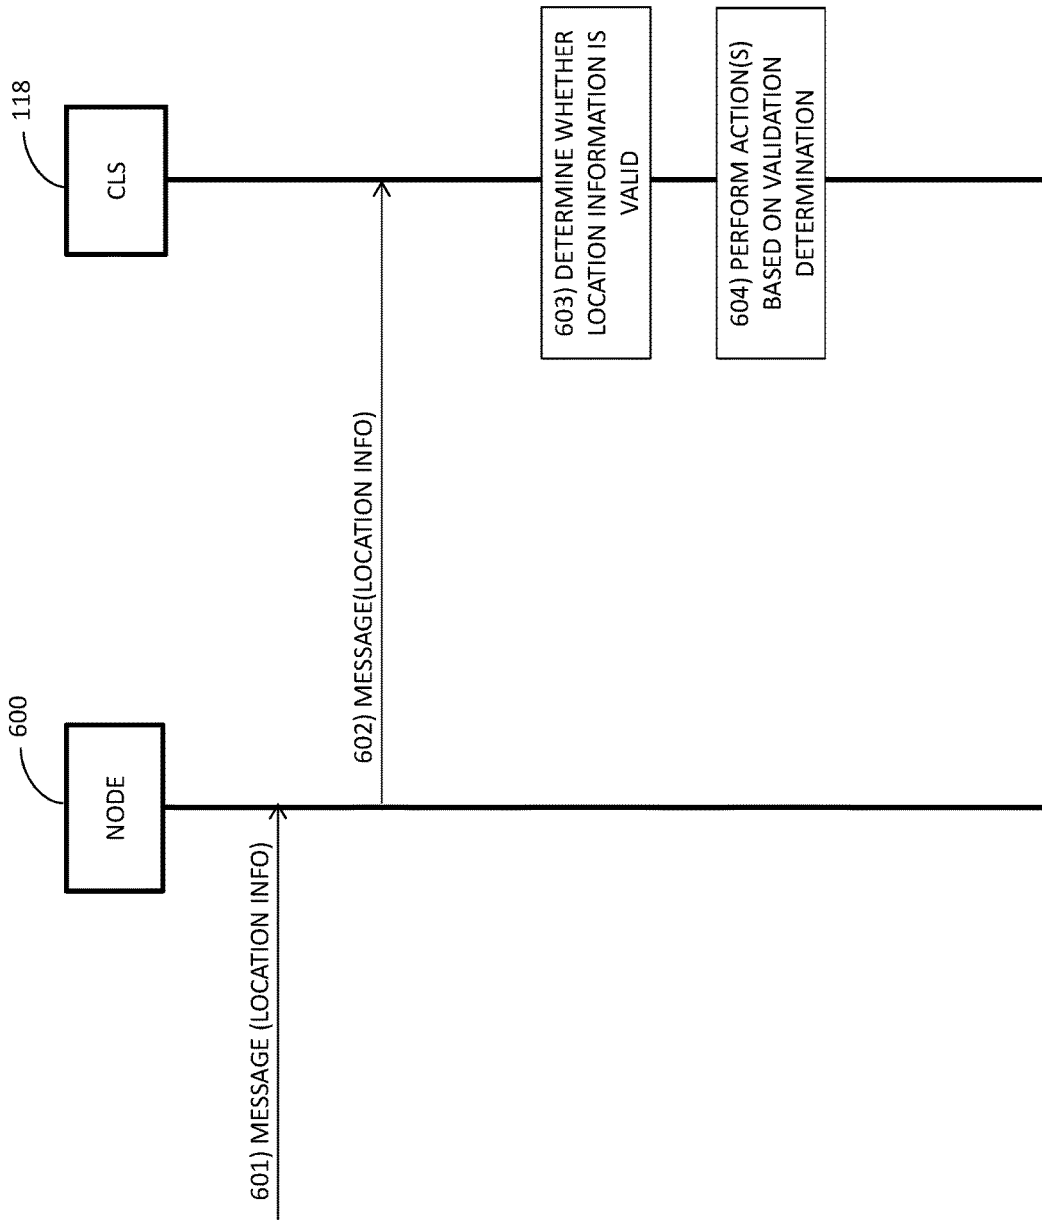 600
118
NODE
CLS
601) MESSAGE (LOCATION INFO)
602) MESSAGE(LOCATION INFO)
603) DETERMINE WHETHER
LOCATION INFORMATION IS
VALID
604) PERFORM ACTION(S)
BASED ON VALIDATION
DETERMINATION